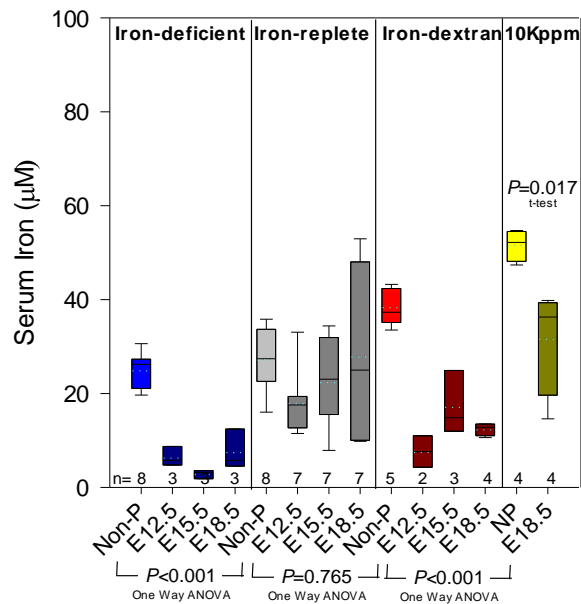 Iron-deficient Iron-replete Iron-dextran 10Kppm
100
80
60
40
20
0
Serum Iron (μM)
P=0.017
t-test
n= 8 3 3 3 8 7 7 7 5 2 3 4 4 4
Non-P E12.5 E15.5 E18.5 Non-P E12.5 E15.5 E18.5 Non-P E12.5 E15.5 E18.5 NP E18.5
P<0.001 P=0.765 P<0.001
One Way ANOVA One Way ANOVA One Way ANOVA